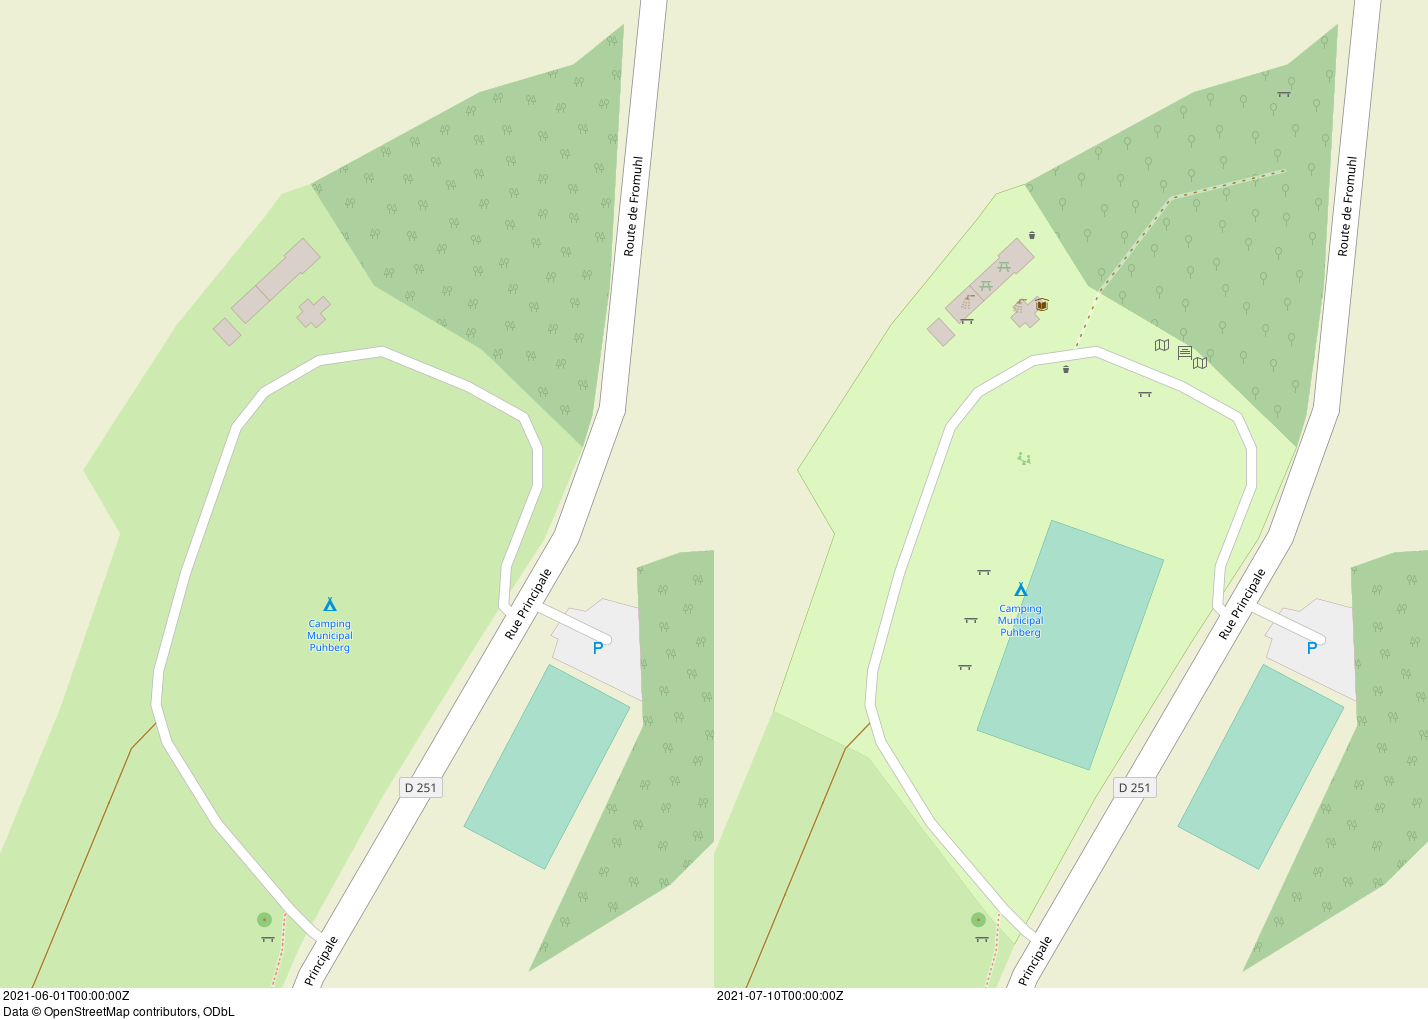 Route de Fromuhl
Rue Principale
Camping
Municipal
Puhberg
P
D 251
Principale
Route de Fromuhl
Rue Principale
Camping
Municipal
Puhberg
P
D 251
Principale
2021-06-01T00:00:00Z
2021-07-10T00:00:00Z
Data © OpenStreetMap contributors, ODbL